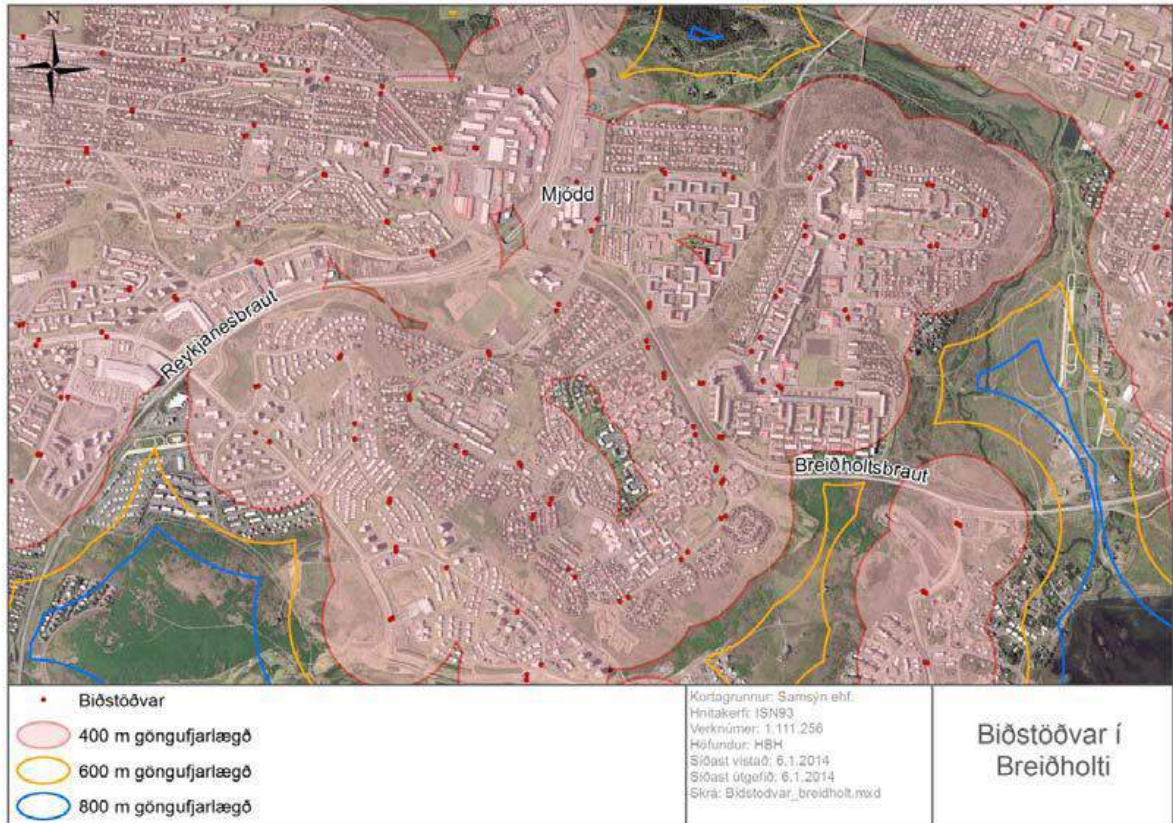 N
Mjódd
Reykjanesbraut
Breiðholtsbraut
Biðstöðvar
400 m göngufjarlægð
600 m göngufjarlægð
800 m göngufjarlægð
Kortagrunnur: Samsýn ehf.
Hnitakerfi: ISN93
Verknúmer: 1.111.256
Höfundur: HBH
Síðast vistað: 6.1.2014
Síðast útgefið: 6.1.2014
Skrá: Bidstodvar_breidholt.mxd
Biðstöðvar í
Breiðholti